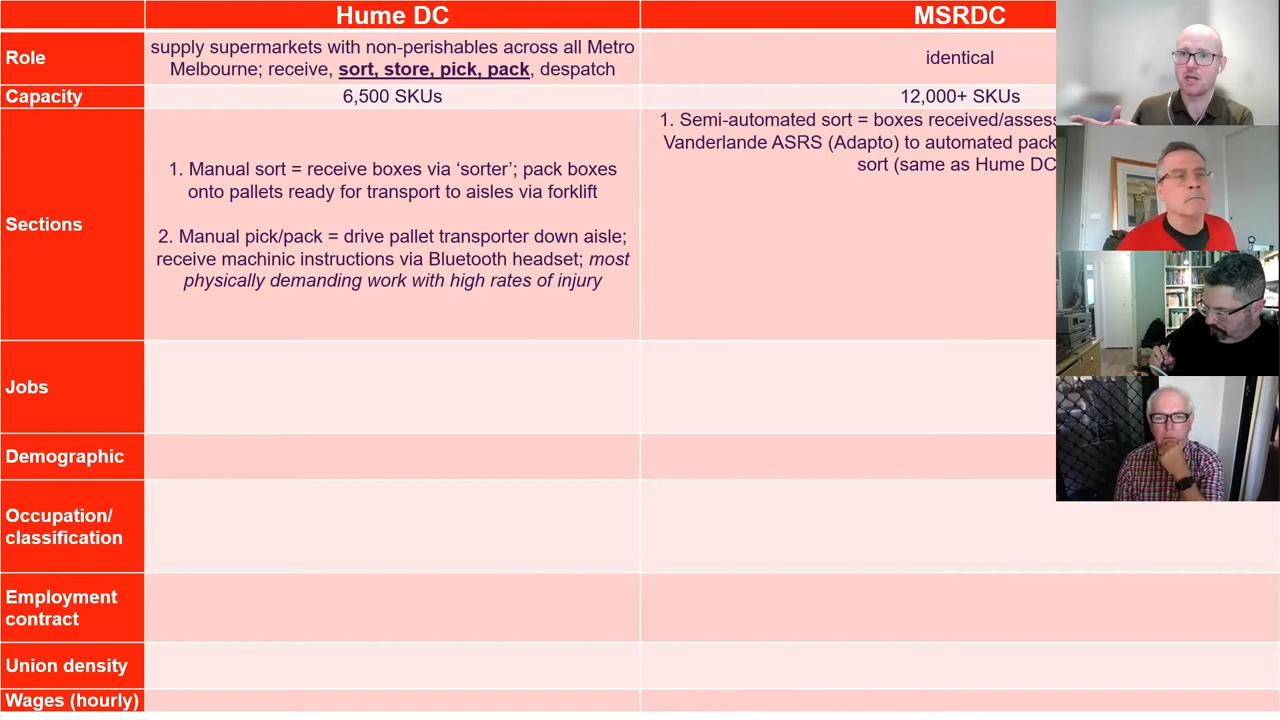 Hume DC
MSRDC
Role
supply supermarkets with non-perishables across all Metro
Melbourne; receive, sort, store, pick, pack, despatch
identical
Capacity
6,500 SKUs
12,000+ SKUs
Sections
1. Manual sort = receive boxes via ‘sorter’; pack boxes
onto pallets ready for transport to aisles via forklift
2. Manual pick/pack = drive pallet transporter down aisle;
receive machinic instructions via Bluetooth headset; most
physically demanding work with high rates of injury
1. Semi-automated sort = boxes received/assess
Vanderlande ASRS (Adapto) to automated pack
sort (same as Hume DC
Jobs
Demographic
Occupation/
classification
Employment
contract
Union density
Wages (hourly)